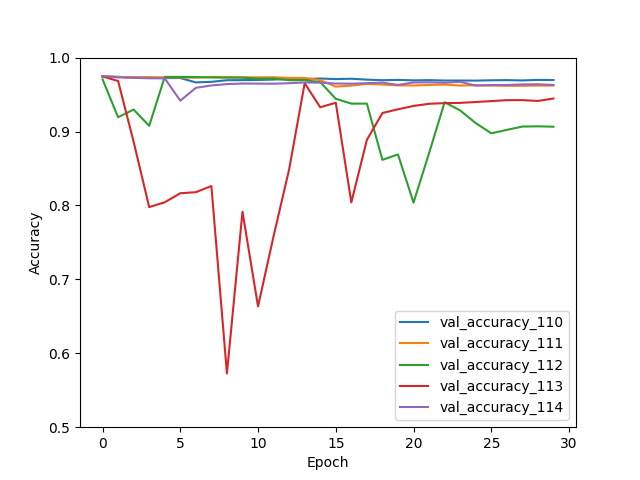 1.0
0.9
0.8
0.7
0.6
0.5
Accuracy
0 5 10 15 20 25 30
Epoch
val_accuracy_110
val_accuracy_111
val_accuracy_112
val_accuracy_113
val_accuracy_114